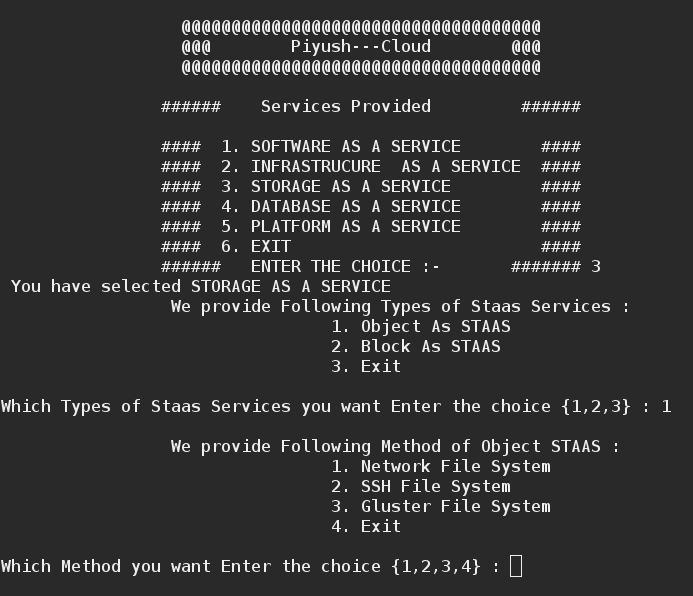 @@@@@@@@@@@@@@@@@@@@@@@@@@@@@@@@@@@@
@@@        Piyush---Cloud        @@@
@@@@@@@@@@@@@@@@@@@@@@@@@@@@@@@@@@@@
######    Services Provided         ######
####  1. SOFTWARE AS A SERVICE        ####
####  2. INFRASTRUCURE  AS A SERVICE  ####
####  3. STORAGE AS A SERVICE         ####
####  4. DATABASE AS A SERVICE        ####
####  5. PLATFORM AS A SERVICE        ####
####  6. EXIT                         ####
######   ENTER THE CHOICE :-       ####### 3
You have selected STORAGE AS A SERVICE
We provide Following Types of Staas Services :
1. Object As STAAS
2. Block As STAAS
3. Exit
Which Types of Staas Services you want Enter the choice {1,2,3} : 1
We provide Following Method of Object STAAS :
1. Network File System
2. SSH File System
3. Gluster File System
4. Exit
Which Method you want Enter the choice {1,2,3,4} :